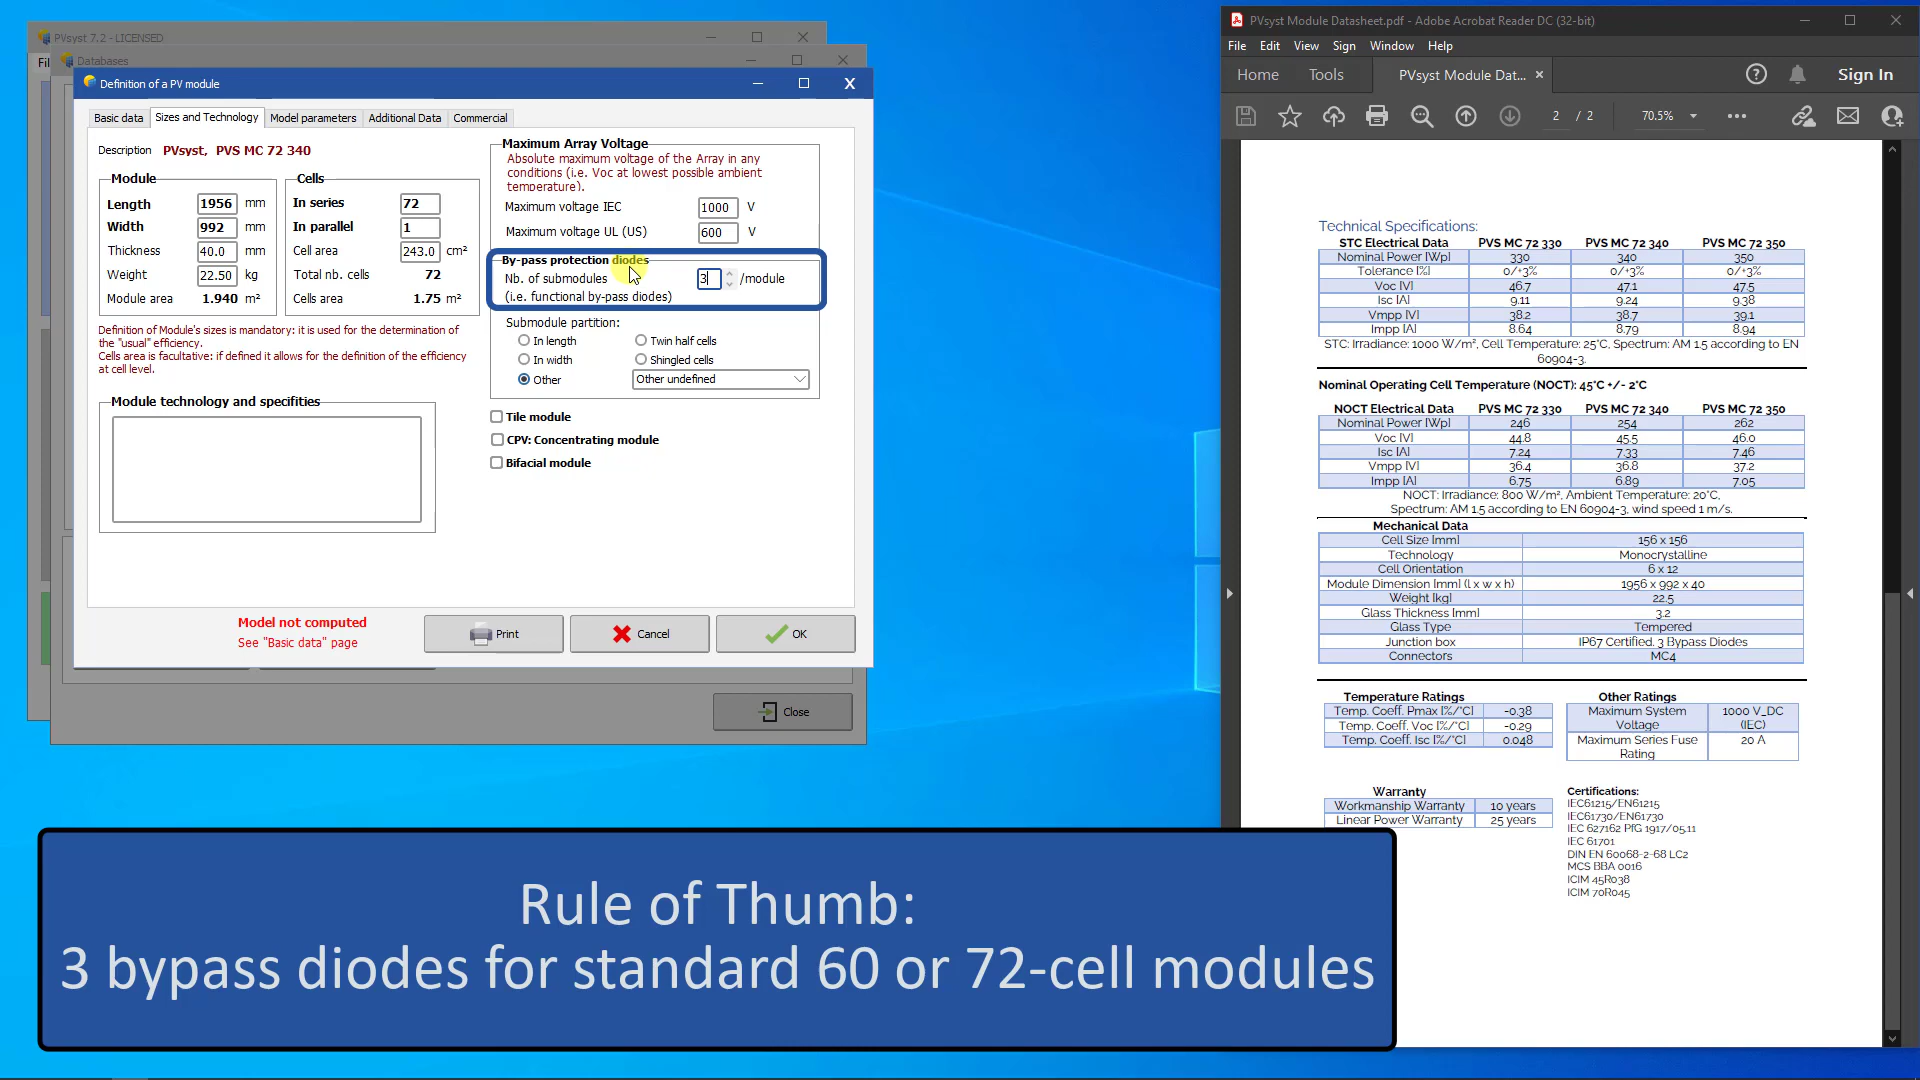 PVsyst 7.2 - LICENSED
Fil
Databases
Definition of a PV module
Basic data
Sizes and Technology
Model parameters
Additional Data
Commercial
Description
PVsyst, PVS MC 72 340
Module
Length 1956 mm
Width 992 mm
Thickness 40.0 mm
Weight 22.50 kg
Module area 1.940 m²
Cells
In series 72
In parallel 1
Cell area 243.0 cm²
Total nb. cells 72
Cells area 1.75 m²
Definition of Module's sizes is mandatory: it is used for the determination of
the "usual" efficiency.
Cells area is facultative: if defined it allows for the definition of the efficiency
at cell level.
Module technology and specifities
Maximum Array Voltage
Absolute maximum voltage of the Array in any
conditions (i.e. Voc at lowest possible ambient
temperature).
Maximum voltage IEC 1000 V
Maximum voltage UL (US) 600 V
By-pass protection diodes
Nb. of submodules 3 /module
(i.e. functional by-pass diodes)
Submodule partition:
In length
Twin half cells
In width
Shingled cells
Other
Other undefined
Tile module
CPV: Concentrating module
Bifacial module
Model not computed
See "Basic data" page
Print
Cancel
OK
Close
PVsyst Module Datasheet.pdf - Adobe Acrobat Reader DC (32-bit)
File Edit View Sign Window Help
Home Tools PVsyst Module Dat... Sign In
2 / 2 70.5%
Technical Specifications:
STC Electrical Data PVS MC 72 330 PVS MC 72 340 PVS MC 72 350
Nominal Power [Wp] 330 340 350
Tolerance [%] 0/+3% 0/+3% 0/+3%
Voc [V] 46.7 47.1 47.5
Isc [A] 9.11 9.24 9.38
Vmpp [V] 38.2 38.7 39.1
Impp [A] 8.64 8.79 8.94
STC: Irradiance: 1000 W/m², Cell Temperature: 25°C, Spectrum: AM 1.5 according to EN
60904-3.
Nominal Operating Cell Temperature (NOCT): 45°C +/- 2°C
NOCT Electrical Data PVS MC 72 330 PVS MC 72 340 PVS MC 72 350
Nominal Power [Wp] 246 254 262
Voc [V] 44.8 45.5 46.0
Isc [A] 7.24 7.33 7.46
Vmpp [V] 36.4 36.8 37.2
Impp [A] 6.75 6.89 7.05
NOCT: Irradiance: 800 W/m², Ambient Temperature: 20°C,
Spectrum: AM 1.5 according to EN 60904-3, wind speed 1 m/s.
Mechanical Data
Cell Size [mm] 156 x 156
Technology Monocrystalline
Cell Orientation 6 x 12
Module Dimension [mm] (l x w x h) 1956 x 992 x 40
Weight [kg] 22.5
Glass Thickness [mm] 3.2
Glass Type Tempered
Junction box IP67 Certified, 3 Bypass Diodes
Connectors MC4
Temperature Ratings
Temp. Coeff. Pmax [%/°C] -0.38
Temp. Coeff. Voc [%/°C] -0.29
Temp. Coeff. Isc [%/°C] 0.048
Other Ratings
Maximum System Voltage 1000 V_DC (IEC)
Maximum Series Fuse Rating 20 A
Warranty
Workmanship Warranty 10 years
Linear Power Warranty 25 years
Certifications:
IEC61215/EN61215
IEC61730/EN61730
IEC 627162 PfG 1917/05.11
IEC 61701
DIN EN 60068-2-68 LC2
MCS BBA 0016
ICIM 45R038
ICIM 70R045
Rule of Thumb:
3 bypass diodes for standard 60 or 72-cell modules